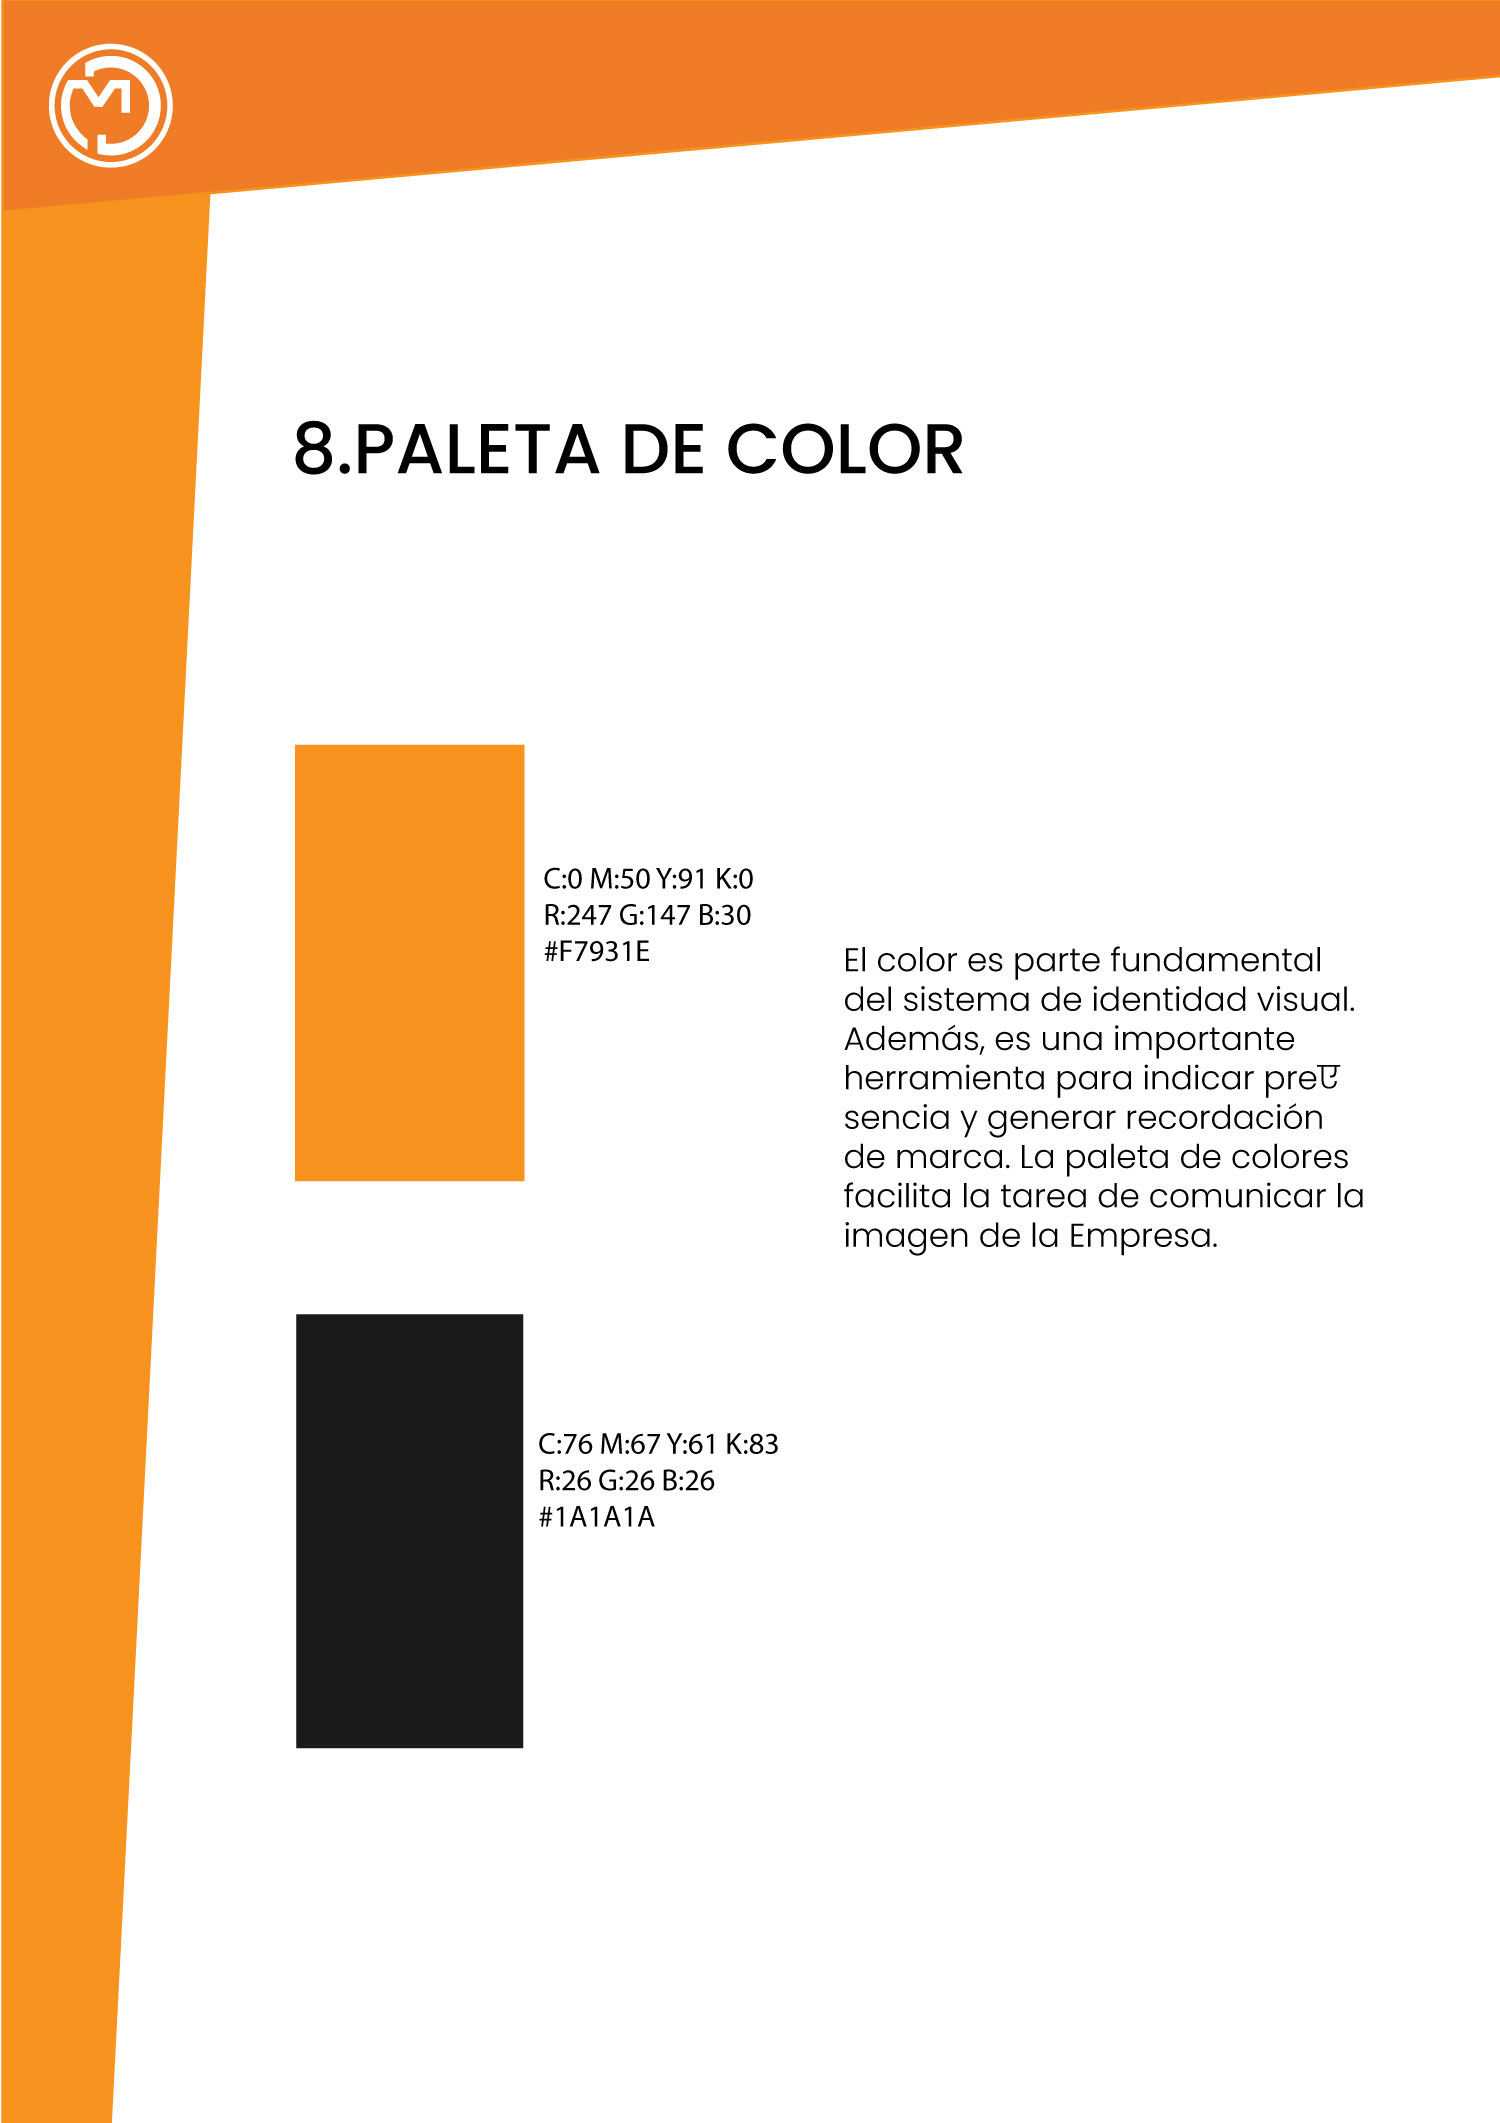 8.PALETA DE COLOR
C:0 M:50 Y:91 K:0
R:247 G:147 B:30
#F7931E
El color es parte fundamental
del sistema de identidad visual.
Además, es una importante
herramienta para indicar preए
sencia y generar recordación
de marca. La paleta de colores
facilita la tarea de comunicar la
imagen de la Empresa.
C:76 M:67 Y:61 K:83
R:26 G:26 B:26
#1A1A1A